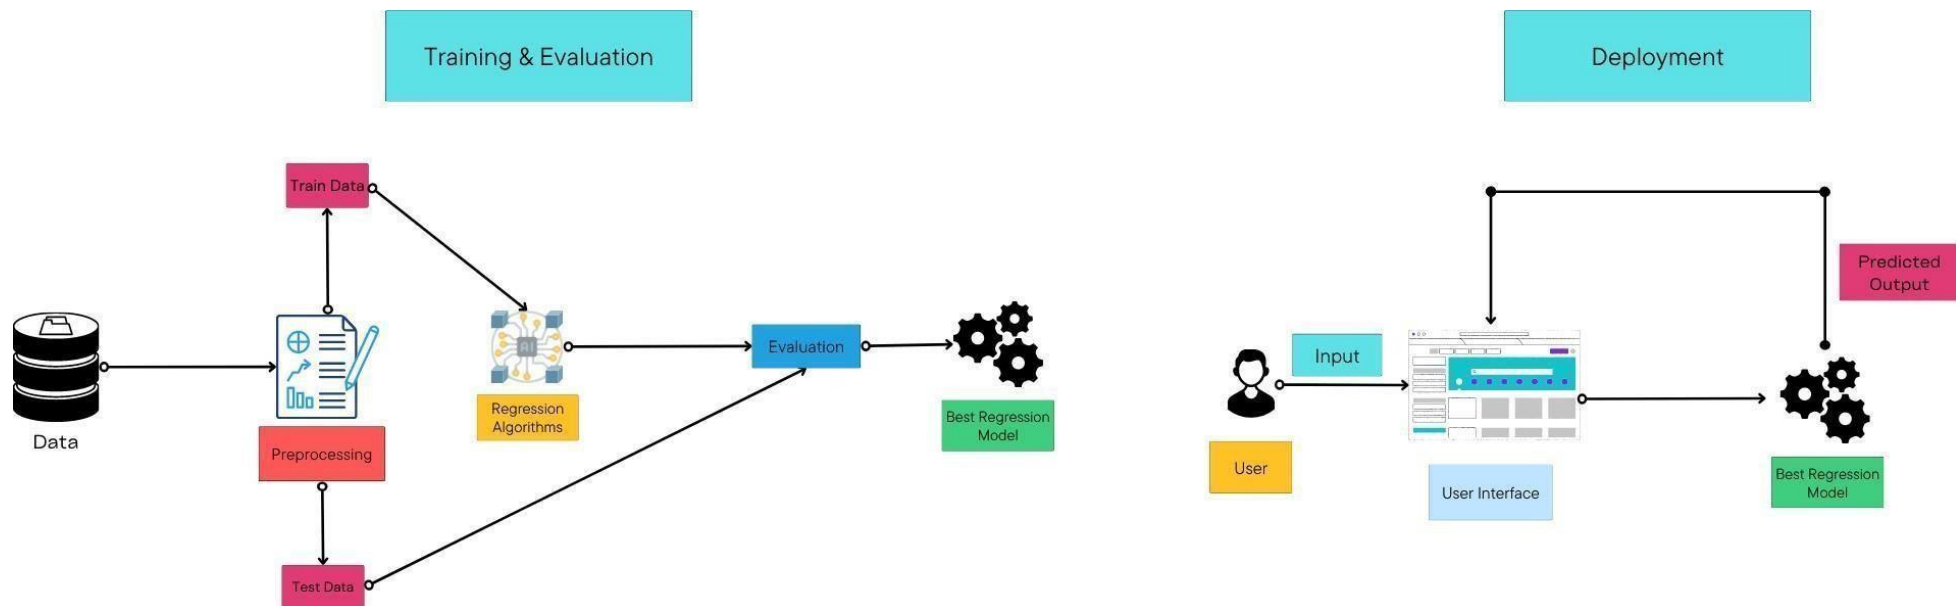 Training & Evaluation
Deployment
Train Data
Data
Preprocessing
Test Data
AI
Regression
Algorithms
Evaluation
Best Regression
Model
User
Input
User Interface
Predicted
Output
Best Regression
Model